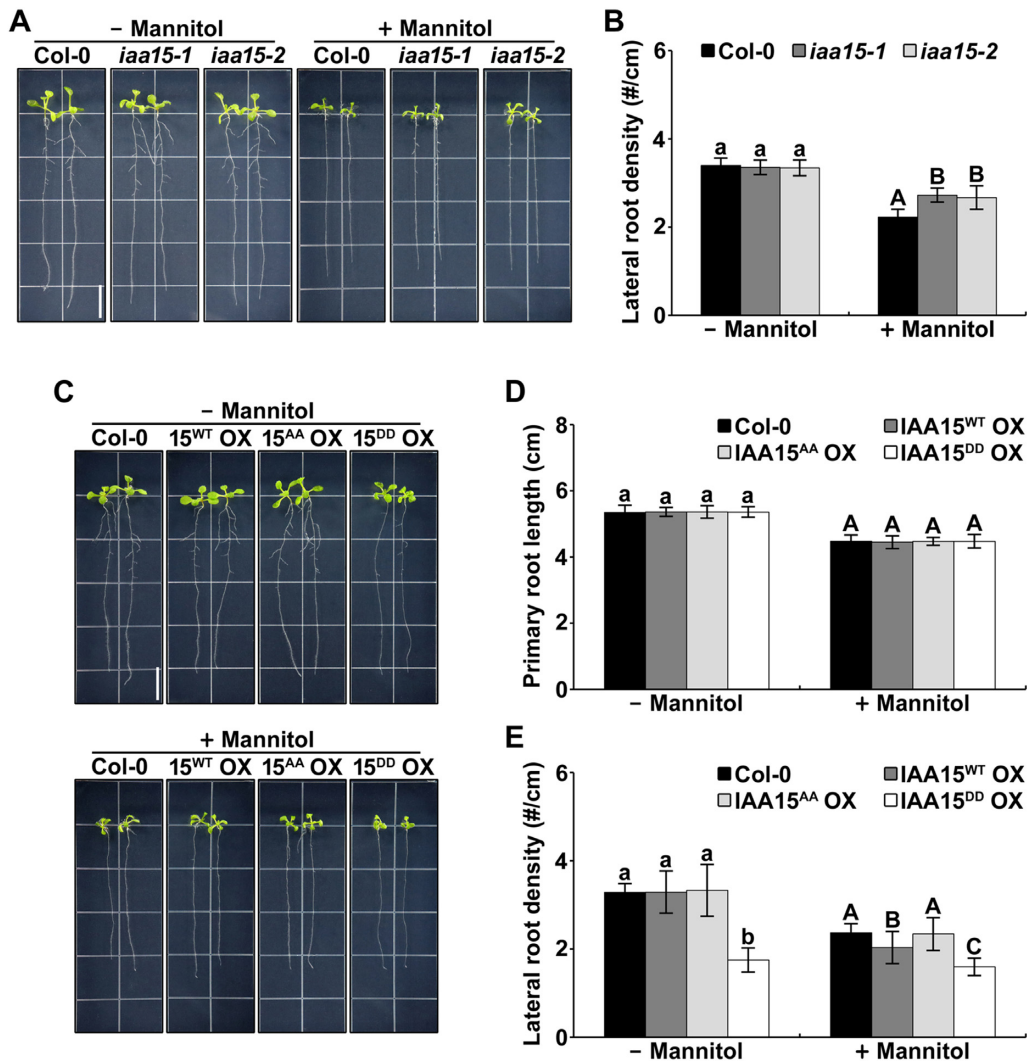 A
− Mannitol
+ Mannitol
Col-0 iaa15-1 iaa15-2 Col-0 iaa15-1 iaa15-2
B
Lateral root density (#/cm)
6
4
2
0
Col-0 iaa15-1 iaa15-2
a a a
A B B
− Mannitol + Mannitol
C
− Mannitol
Col-0 15WT OX 15AA OX 15DD OX
+ Mannitol
Col-0 15WT OX 15AA OX 15DD OX
D
Primary root length (cm)
8
6
4
2
0
Col-0 IAA15WT OX
IAA15AA OX IAA15DD OX
a a a a
A A A A
− Mannitol + Mannitol
E
Lateral root density (#/cm)
6
4
2
0
Col-0 IAA15WT OX
IAA15AA OX IAA15DD OX
a a a b
A B A C
− Mannitol + Mannitol